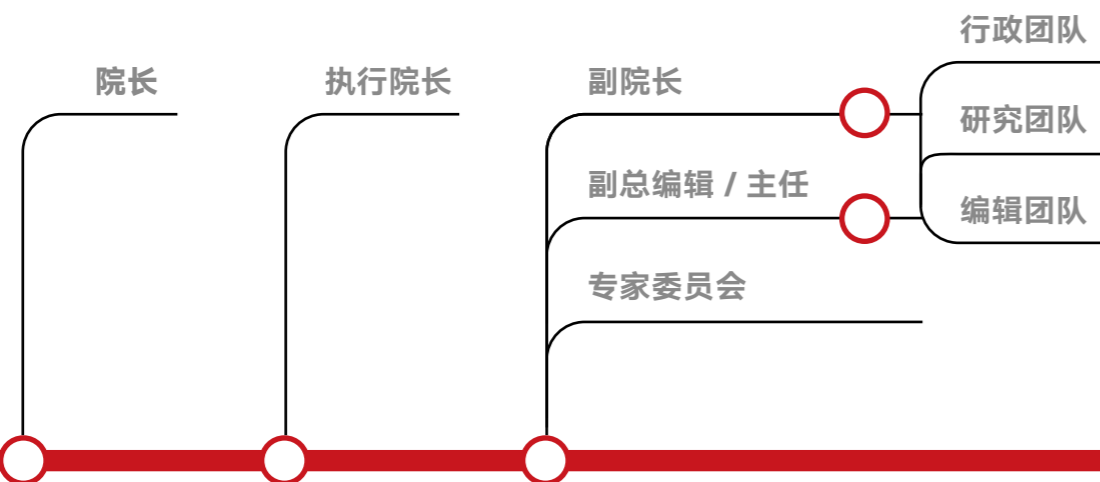 院长
执行院长
副院长
副总编辑 / 主任
专家委员会
行政团队
研究团队
编辑团队